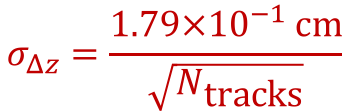 σ_Δz = 1.79×10⁻¹ cm / √N_tracks